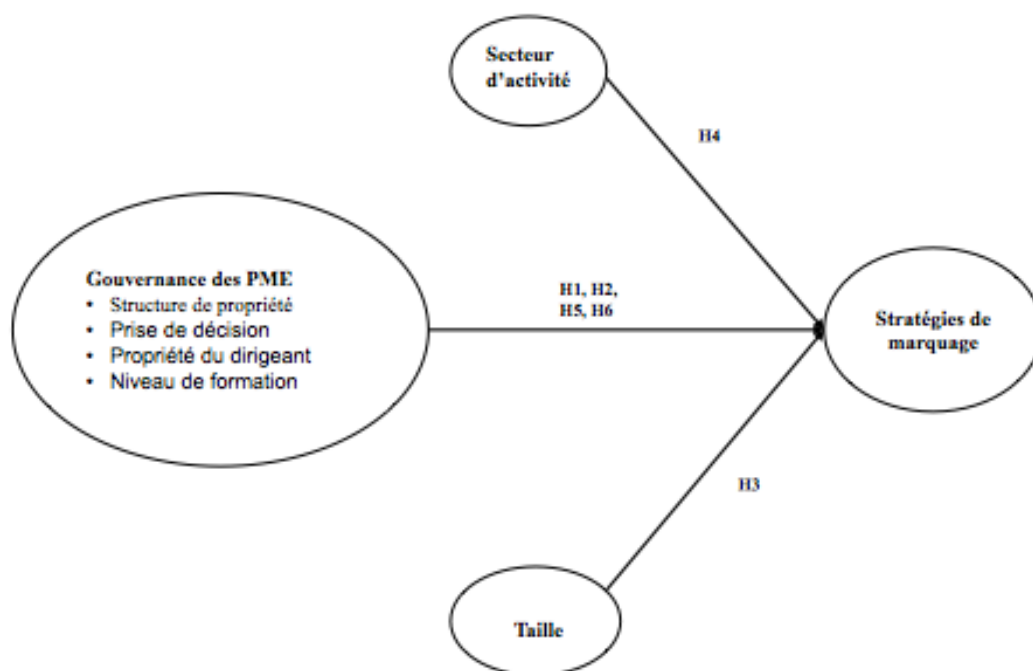 Secteur
d'activité
H4
Gouvernance des PME
• Structure de propriété
• Prise de décision
• Propriété du dirigeant
• Niveau de formation
H1, H2,
H5, H6
Stratégies de
marquage
H3
Taille